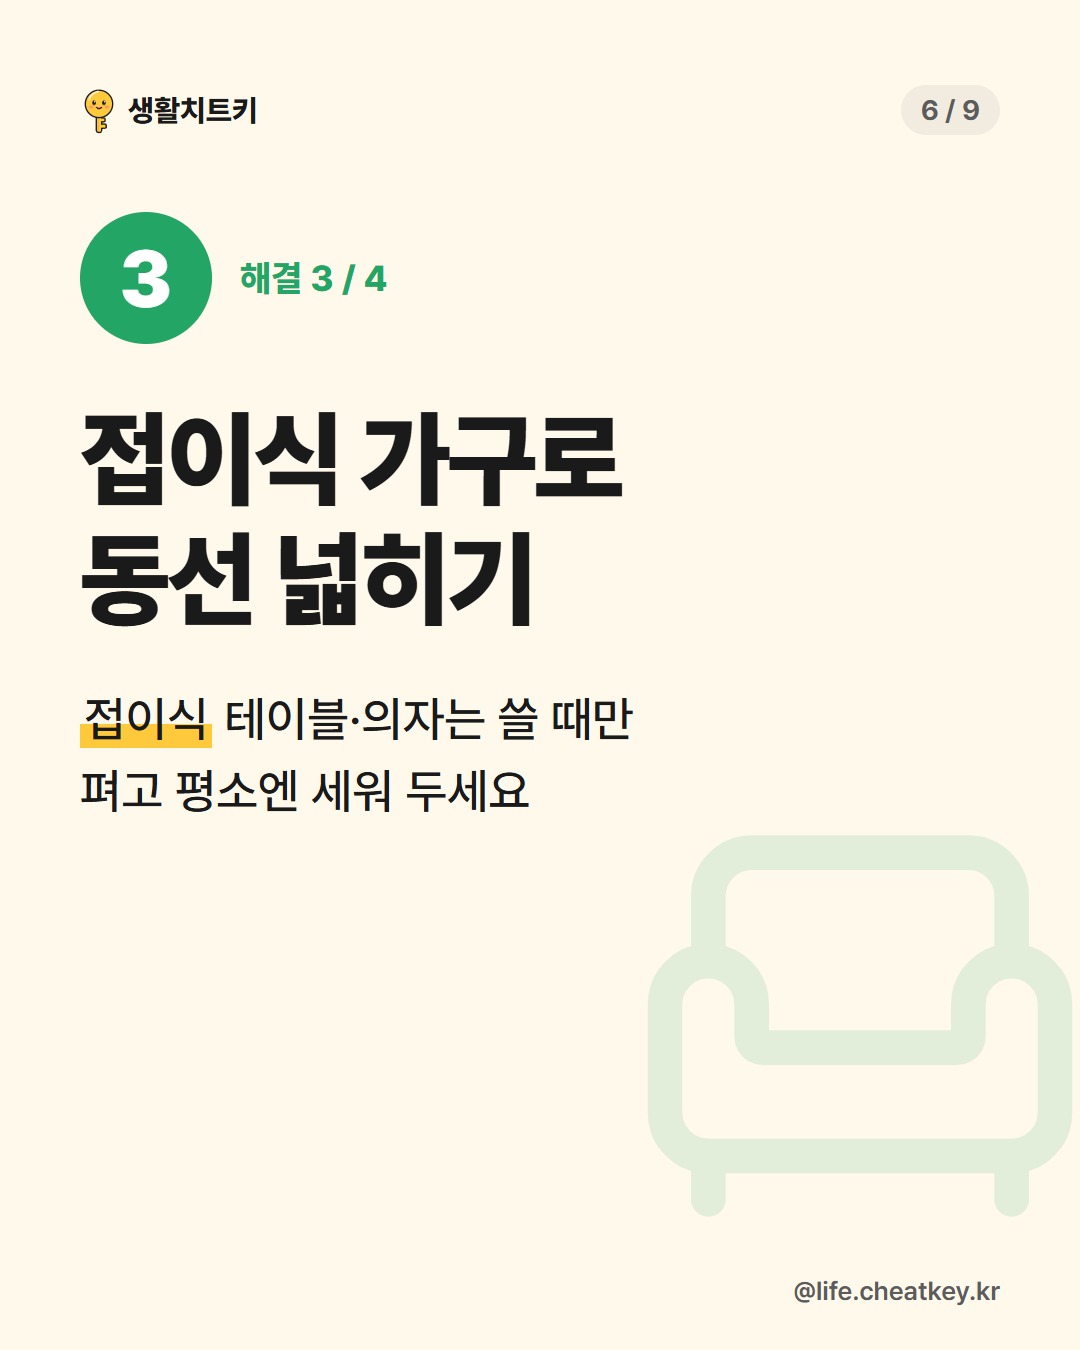 생활치트키
6 / 9
3
해결 3 / 4
접이식 가구로
동선 넓히기
접이식 테이블·의자는 쓸 때만
펴고 평소엔 세워 두세요
@life.cheatkey.kr